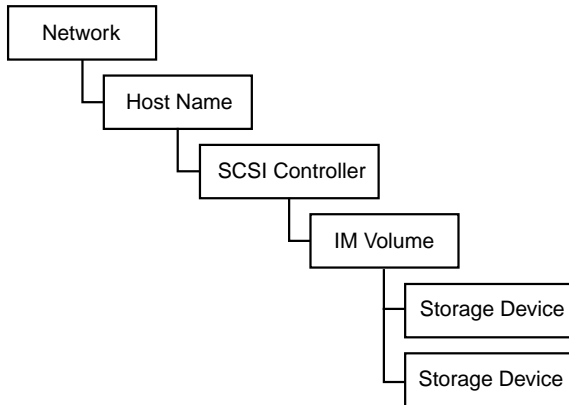 Network
Host Name
SCSI Controller
IM Volume
Storage Device
Storage Device